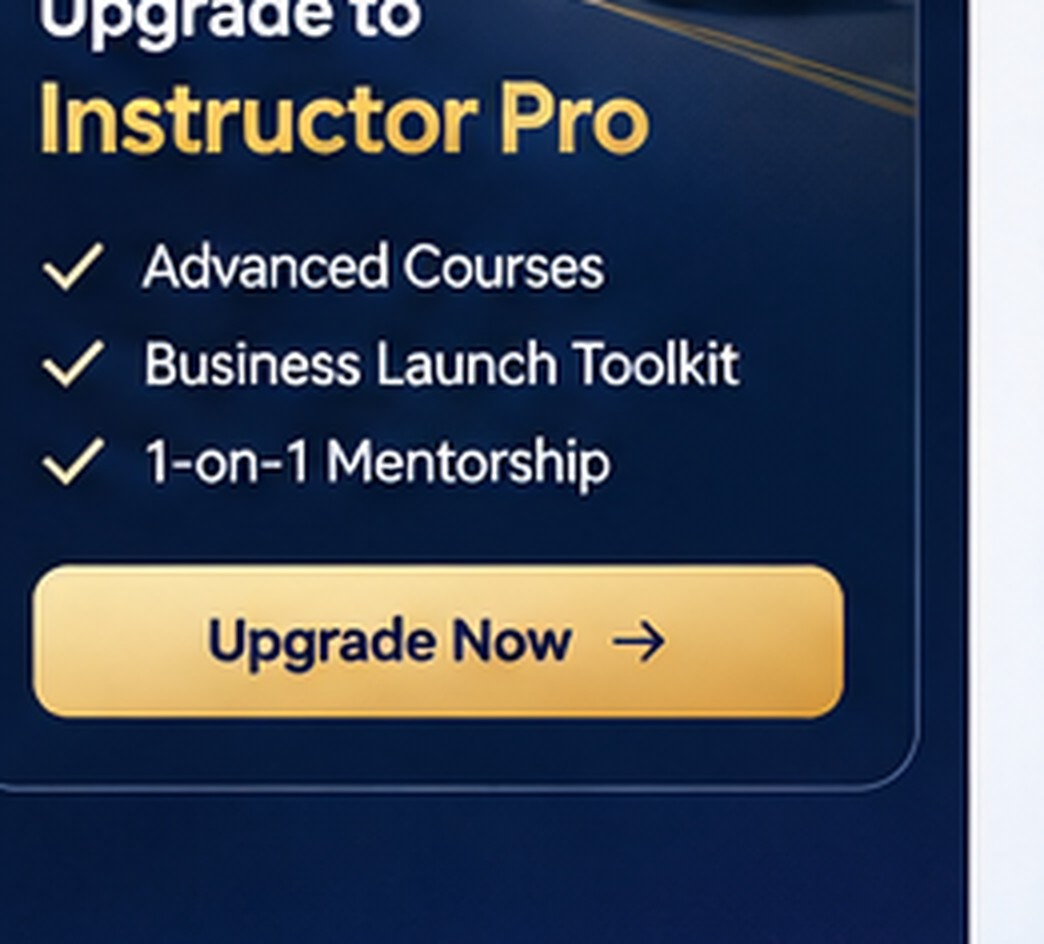 Upgrade to
Instructor Pro
Advanced Courses
Business Launch Toolkit
1-on-1 Mentorship
Upgrade Now →